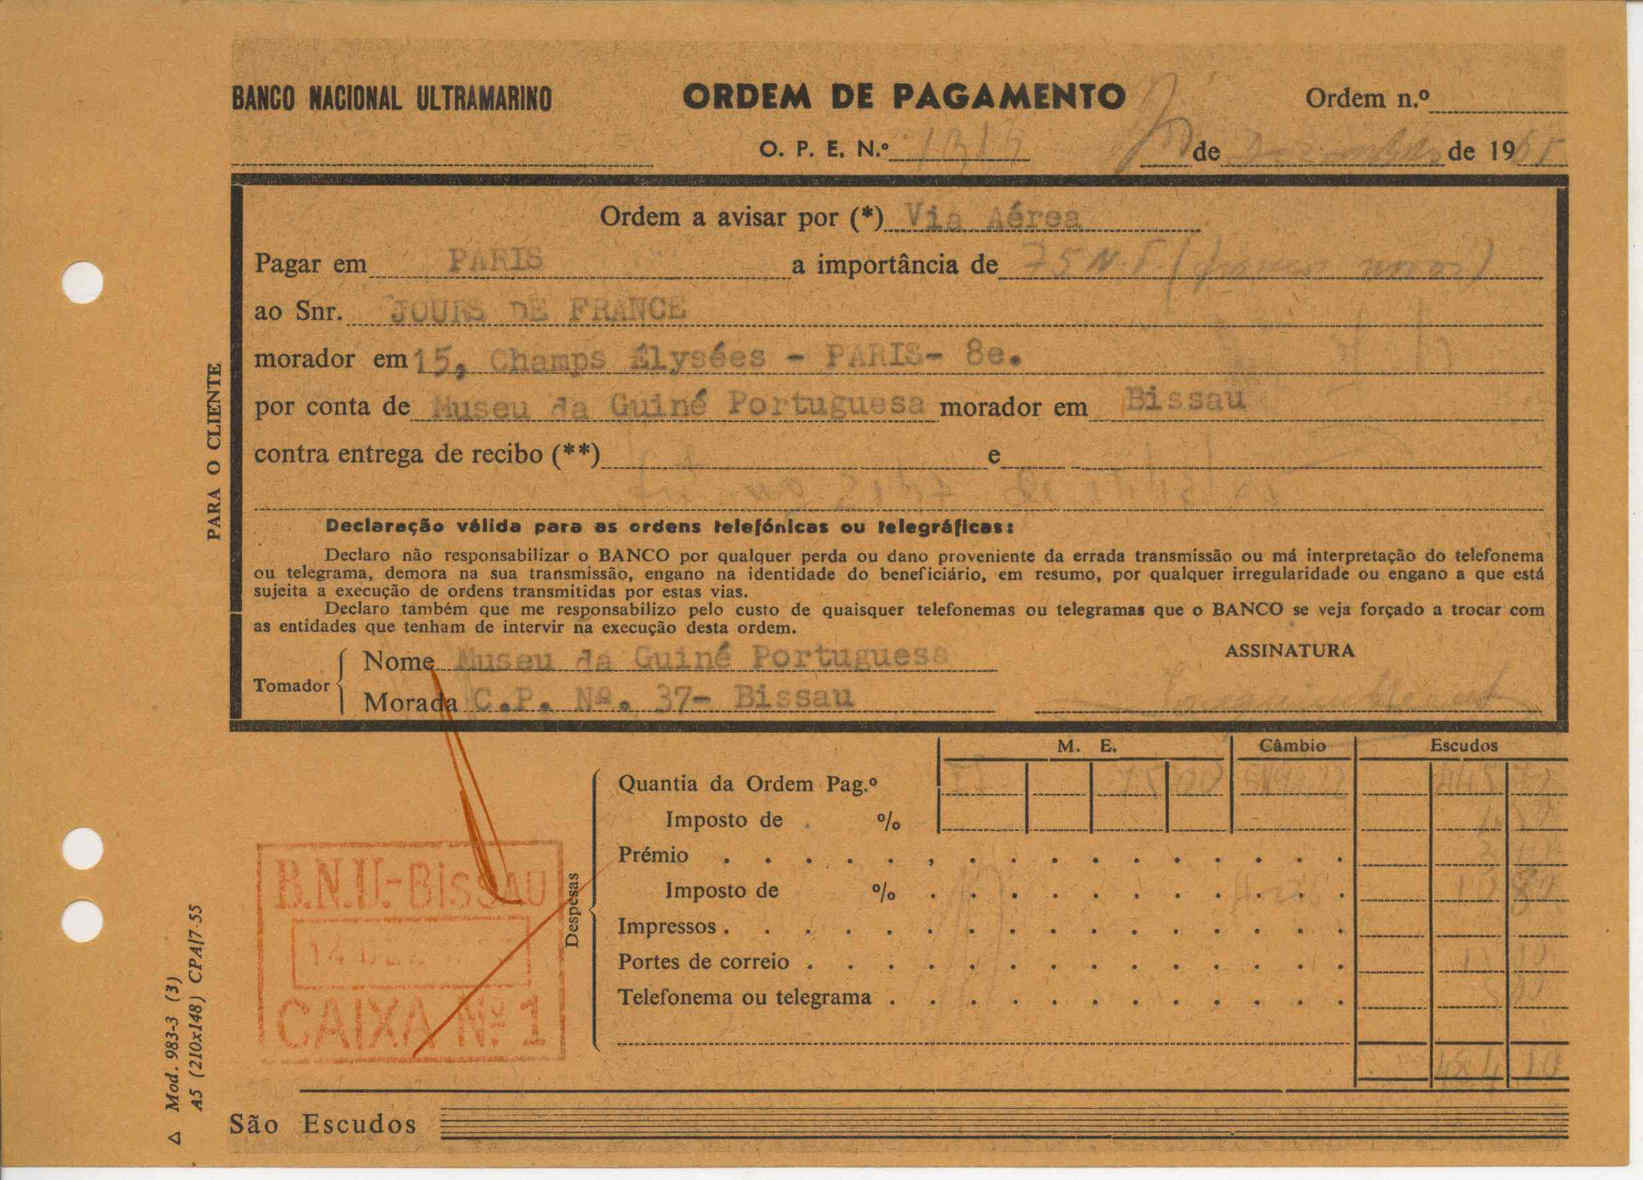 BANCO NACIONAL ULTRAMARINO
ORDEM DE PAGAMENTO
Ordem n.º
O. P. E. N.º
de de 19
Ordem a avisar por (*) Via Aérea
Pagar em PARIS a importância de 75 N.F
ao Snr. JOURS DE FRANCE
morador em 15, Champs Élysées - PARIS- 8e.
por conta de Museu da Guiné Portuguesa morador em Bissau
contra entrega de recibo (**) e
Declaração válida para as ordens telefónicas ou telegráficas:
Declaro não responsabilizar o BANCO por qualquer perda ou dano proveniente da errada transmissão ou má interpretação do telefonema
ou telegrama, demora na sua transmissão, engano na identidade do beneficiário, em resumo, por qualquer irregularidade ou engano a que está
sujeita a execução de ordens transmitidas por estas vias.
Declaro também que me responsabilizo pelo custo de quaisquer telefonemas ou telegramas que o BANCO se veja forçado a trocar com
as entidades que tenham de intervir na execução desta ordem.
ASSINATURA
Tomador
Nome Museu da Guiné Portuguesa
Morada C.P. Nº. 37- Bissau
PARA O CLIENTE
M. E. Câmbio Escudos
Despesas
Quantia da Ordem Pag.º
Imposto de %
Prémio
Imposto de %
Impressos
Portes de correio
Telefonema ou telegrama
B.N.U.-BISSAU
14
CAIXA Nº 1
São Escudos
Mod. 983-3 (3)
A5 (210x148) CPA/7-55